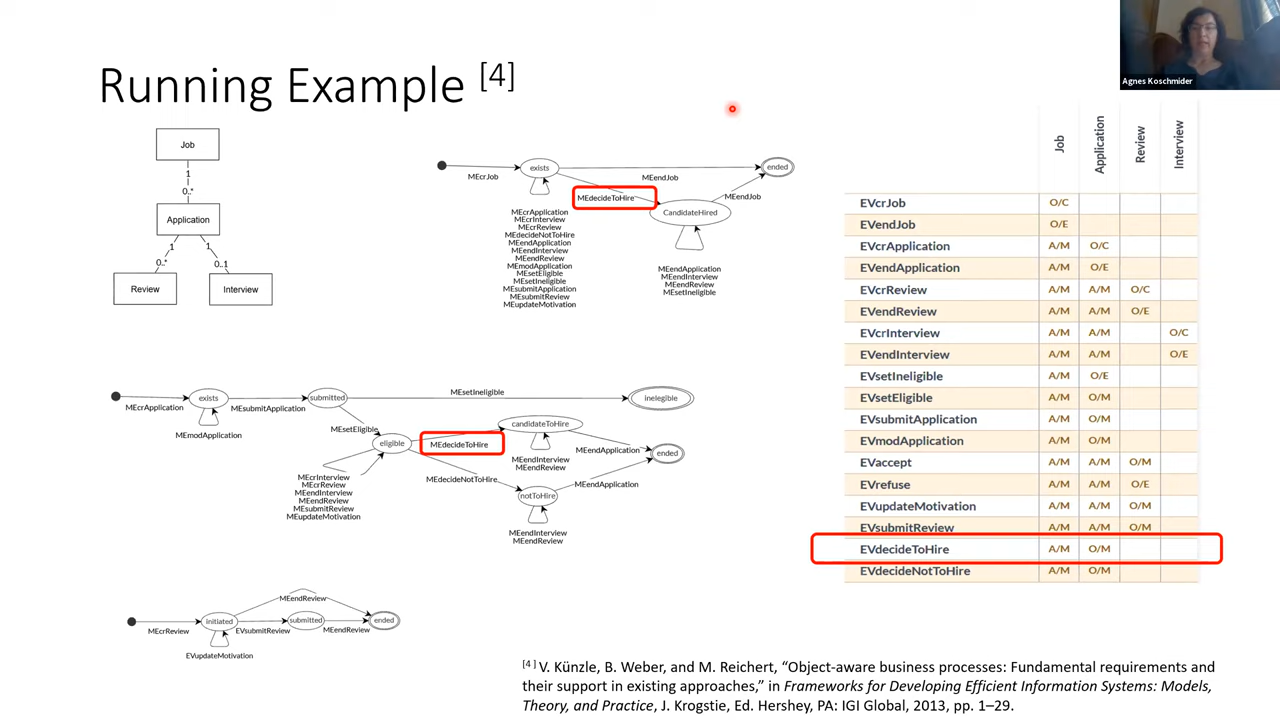 Agnes Koschmider
Running Example [4]
Job
1
0..*
Application
1
1
0..*
0..1
Review
Interview
MEcrJob
exists
MEendJob
ended
MEdecideToHire
MEendJob
CandidateHired
MEcrApplication
MEcrInterview
MEcrReview
MEdecideNotToHire
MEendApplication
MEendInterview
MEendReview
MEmodApplication
MEsetEligible
MEsetIneligible
MEsubmitApplication
MEsubmitReview
MEupdateMotivation
MEendApplication
MEendInterview
MEendReview
MEsetIneligible
MEcrApplication
exists
MEmodApplication
MEsubmitApplication
submitted
MEsetIneligible
inelegible
MEsetEligible
eligible
MEdecideToHire
candidateToHire
MEendApplication
MEendInterview
MEendReview
ended
MEcrInterview
MEcrReview
MEendInterview
MEendReview
MEsubmitReview
MEupdateMotivation
MEdecideNotToHire
notToHire
MEendApplication
MEendInterview
MEendReview
MEcrReview
initiated
MEendReview
EVsubmitReview
submitted
MEendReview
ended
EVupdateMotivation
Job Application Review Interview
EVcrJob O/C
EVendJob O/E
EVcrApplication A/M O/C
EVendApplication A/M O/E
EVcrReview A/M A/M O/C
EVendReview A/M A/M O/E
EVcrInterview A/M A/M O/C
EVendInterview A/M A/M O/E
EVsetIneligible A/M O/E
EVsetEligible A/M O/M
EVsubmitApplication A/M O/M
EVmodApplication A/M O/M
EVaccept A/M A/M O/M
EVrefuse A/M A/M O/E
EVupdateMotivation A/M A/M O/M
EVsubmitReview A/M A/M O/M
EVdecideToHire A/M O/M
EVdecideNotToHire A/M O/M
[4] V. Künzle, B. Weber, and M. Reichert, “Object-aware business processes: Fundamental requirements and
their support in existing approaches,” in Frameworks for Developing Efficient Information Systems: Models,
Theory, and Practice, J. Krogstie, Ed. Hershey, PA: IGI Global, 2013, pp. 1–29.